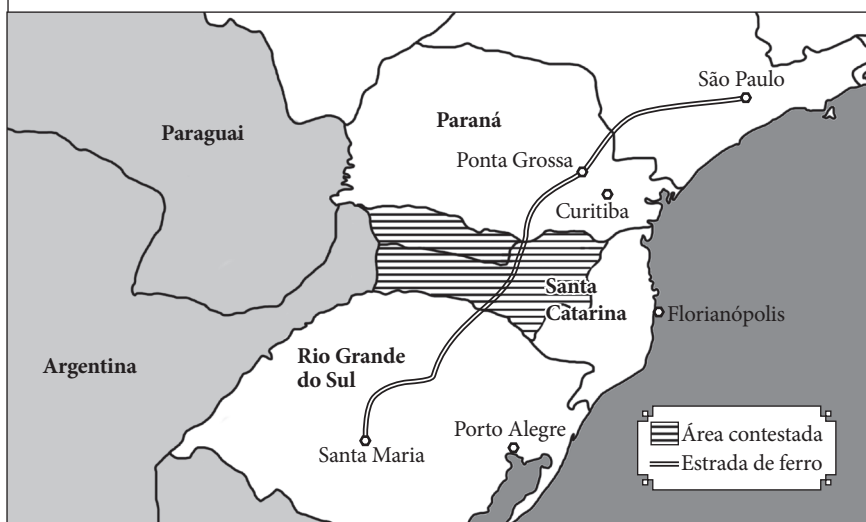 São Paulo
Paraná
Paraguai
Ponta Grossa
Curitiba
Santa
Catarina
Florianópolis
Rio Grande
do Sul
Argentina
Porto Alegre
Santa Maria
Área contestada
Estrada de ferro